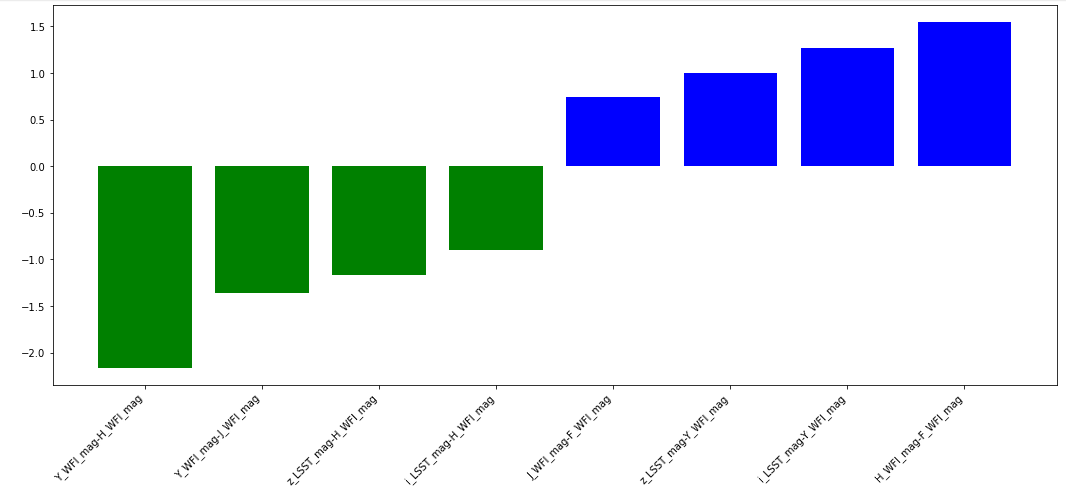 1.5
1.0
0.5
0.0
−0.5
−1.0
−1.5
−2.0
Y_WFI_mag-H_WFI_mag
Y_WFI_mag-J_WFI_mag
z_LSST_mag-H_WFI_mag
i_LSST_mag-H_WFI_mag
J_WFI_mag-F_WFI_mag
z_LSST_mag-Y_WFI_mag
i_LSST_mag-Y_WFI_mag
H_WFI_mag-F_WFI_mag